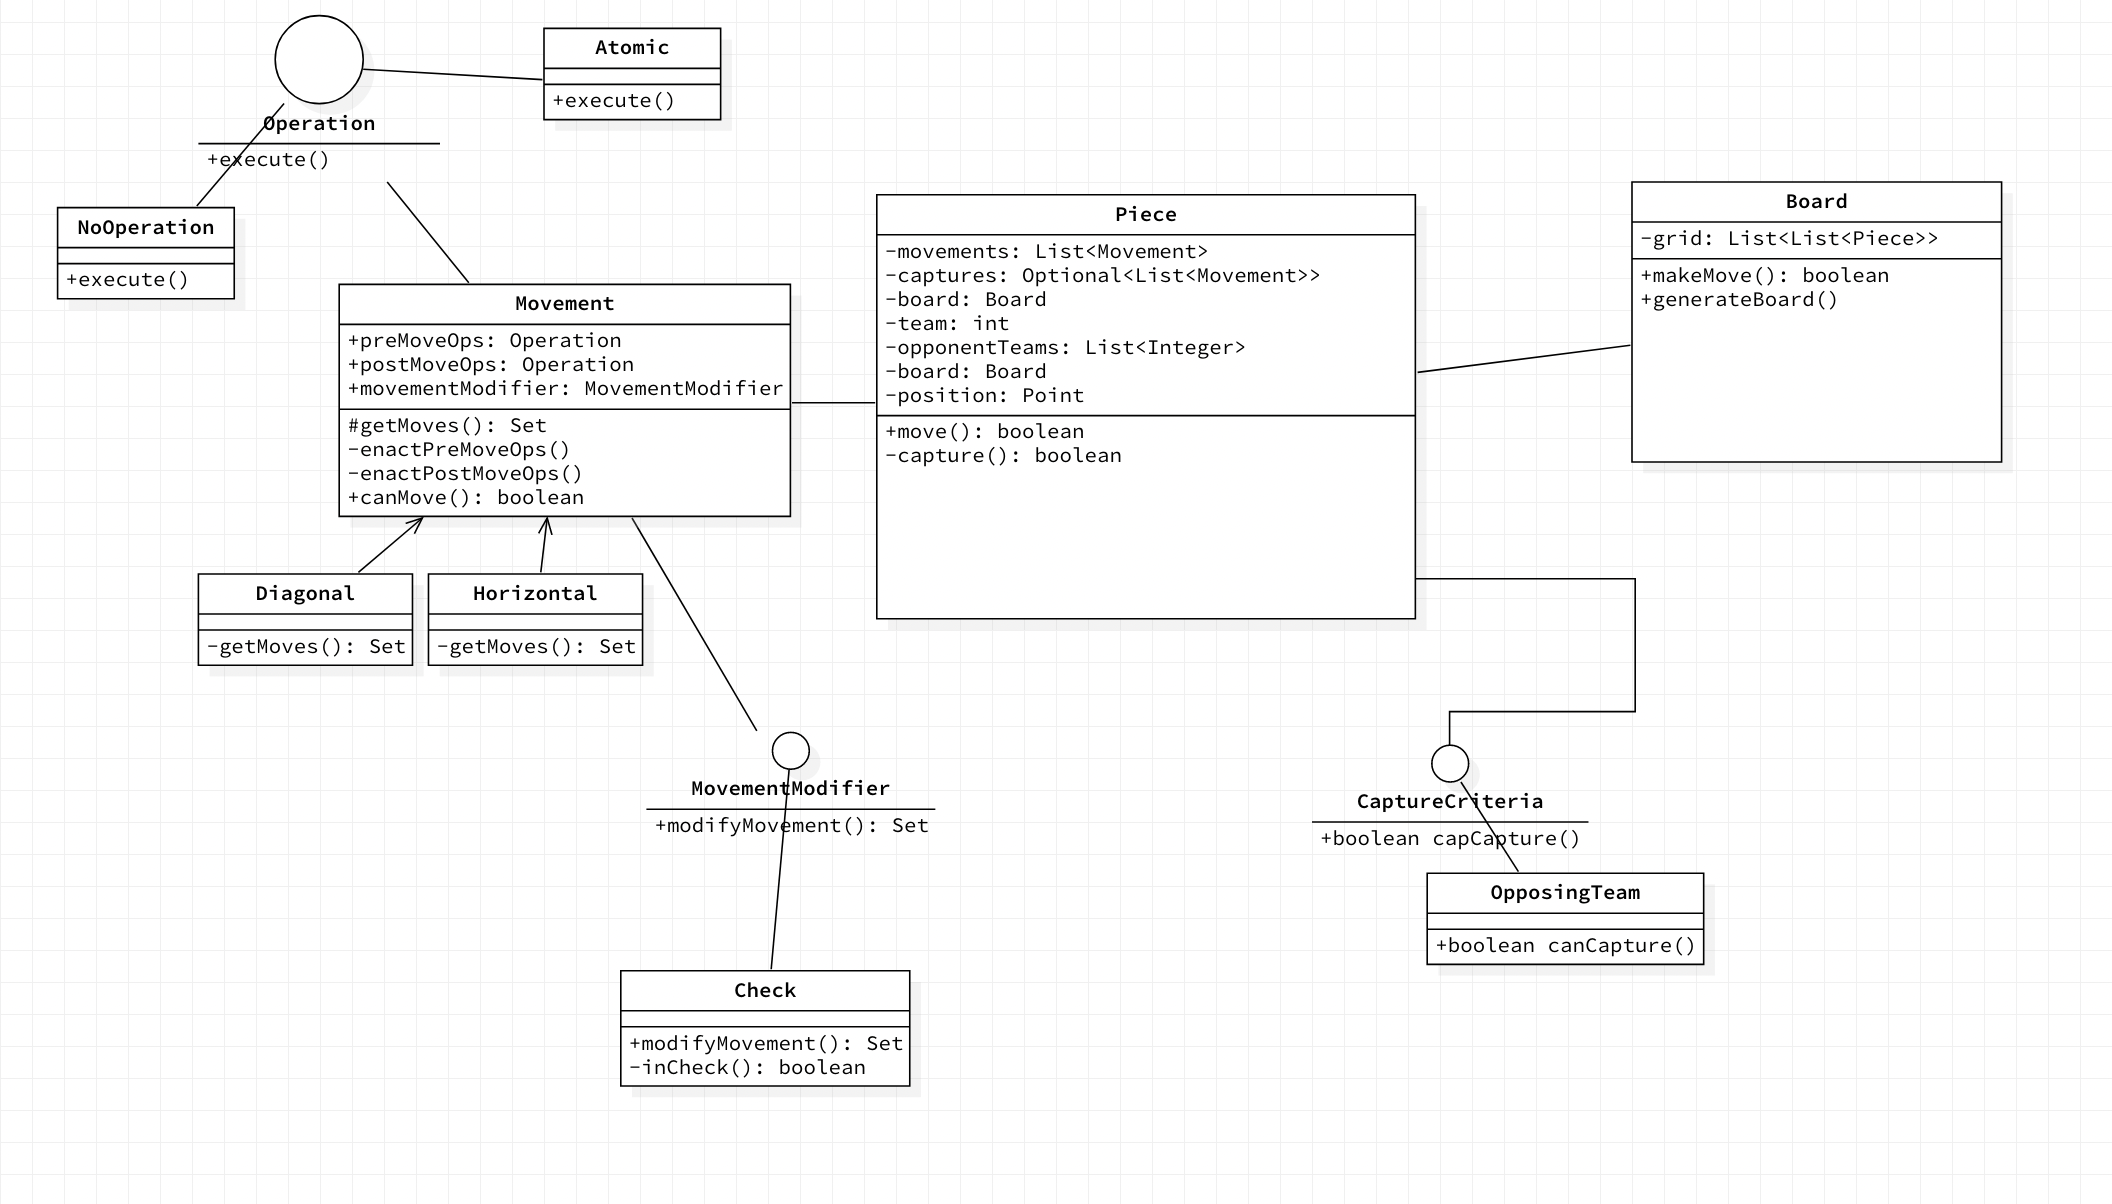 Operation
+execute()
Atomic
+execute()
NoOperation
+execute()
Movement
+preMoveOps: Operation
+postMoveOps: Operation
+movementModifier: MovementModifier
#getMoves(): Set
-enactPreMoveOps()
-enactPostMoveOps()
+canMove(): boolean
Piece
-movements: List<Movement>
-captures: Optional<List<Movement>>
-board: Board
-team: int
-opponentTeams: List<Integer>
-board: Board
-position: Point
+move(): boolean
-capture(): boolean
Board
-grid: List<List<Piece>>
+makeMove(): boolean
+generateBoard()
Diagonal
-getMoves(): Set
Horizontal
-getMoves(): Set
MovementModifier
+modifyMovement(): Set
CaptureCriteria
+boolean capCapture()
OpposingTeam
+boolean canCapture()
Check
+modifyMovement(): Set
-inCheck(): boolean